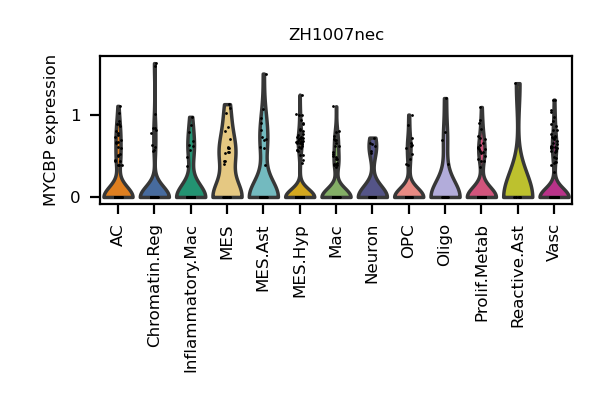 ZH1007nec
MYCBP expression
1
0
AC
Chromatin.Reg
Inflammatory.Mac
MES
MES.Ast
MES.Hyp
Mac
Neuron
OPC
Oligo
Prolif.Metab
Reactive.Ast
Vasc